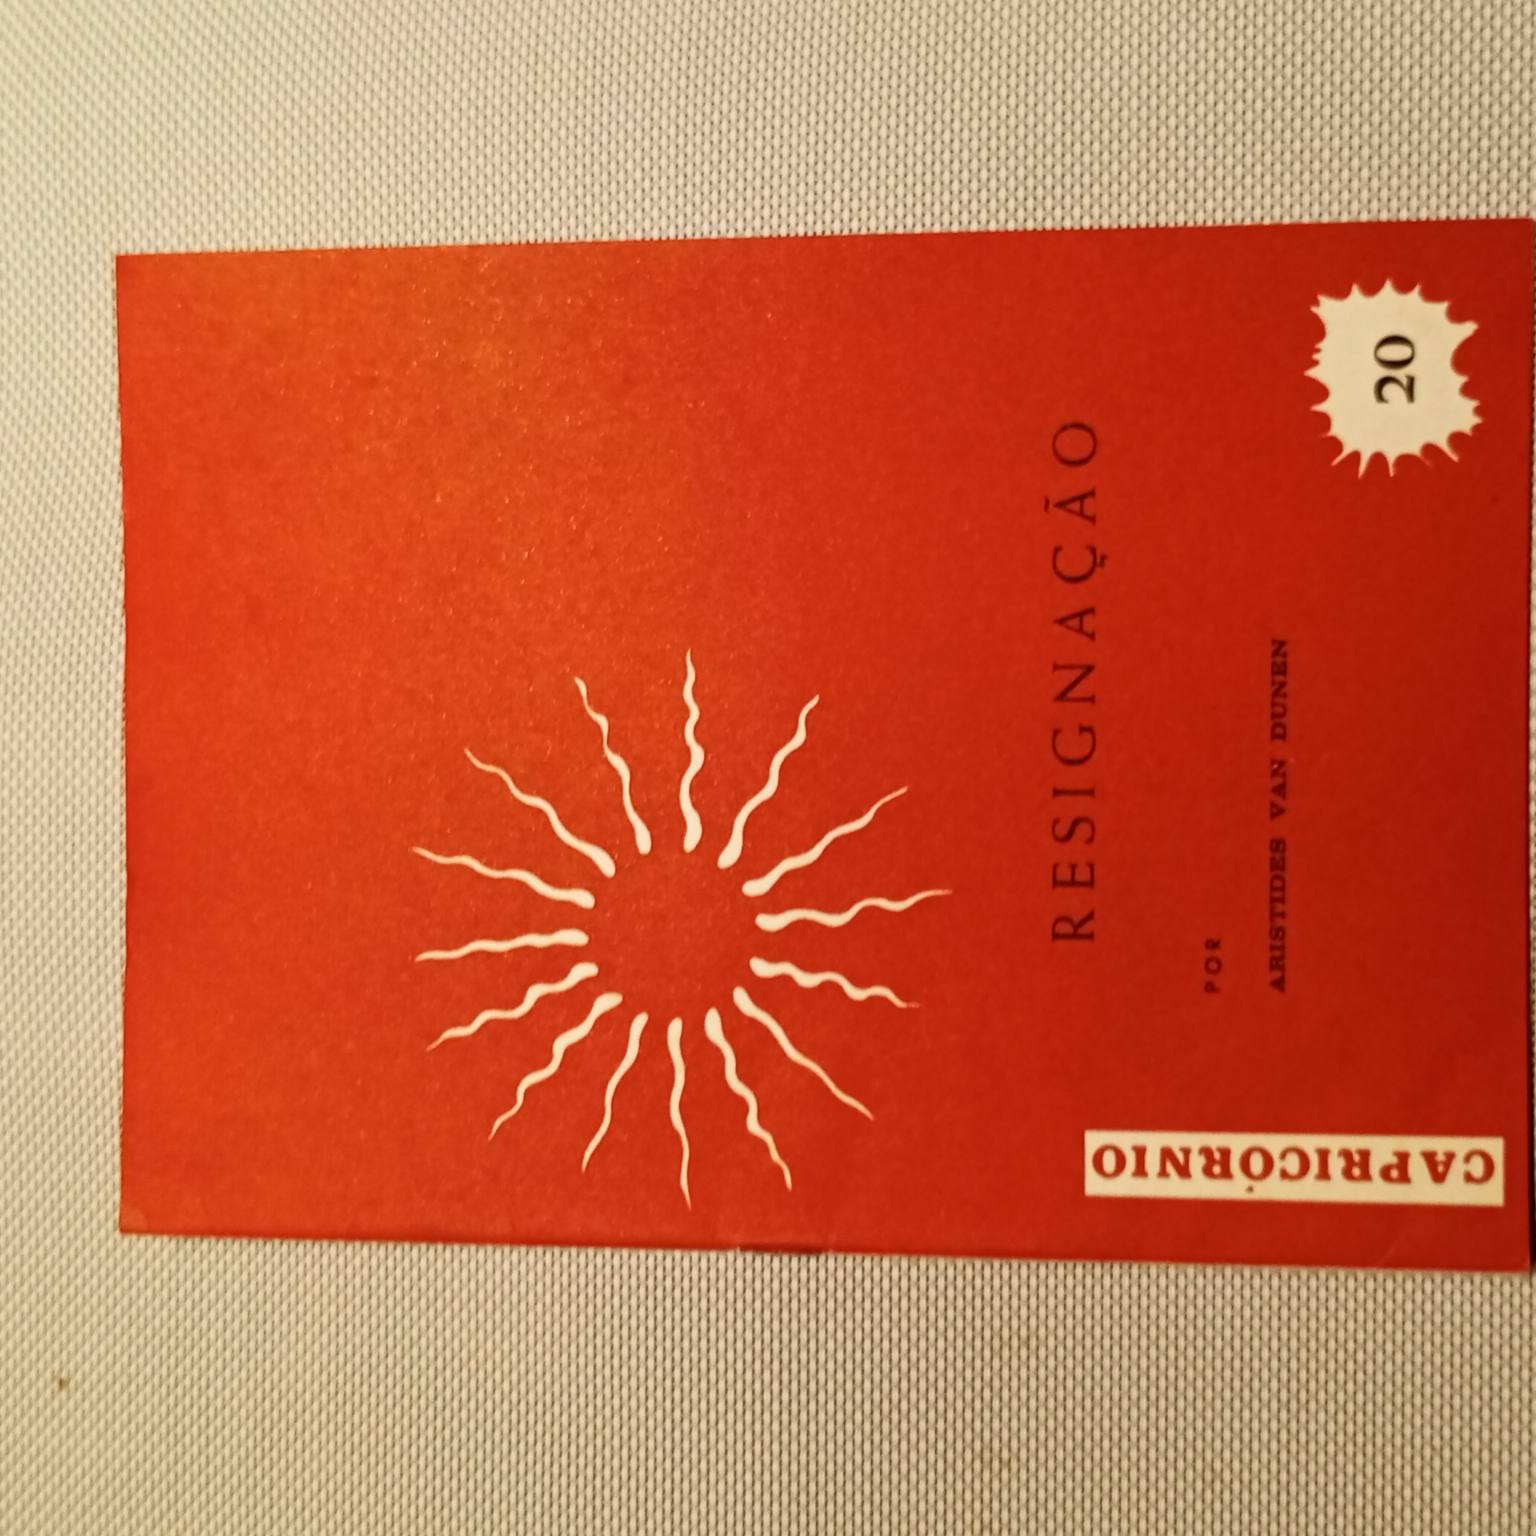 RESIGNAÇÃO
POR
ARISTIDES VAN DUNEN
CAPRICÓRNIO
20